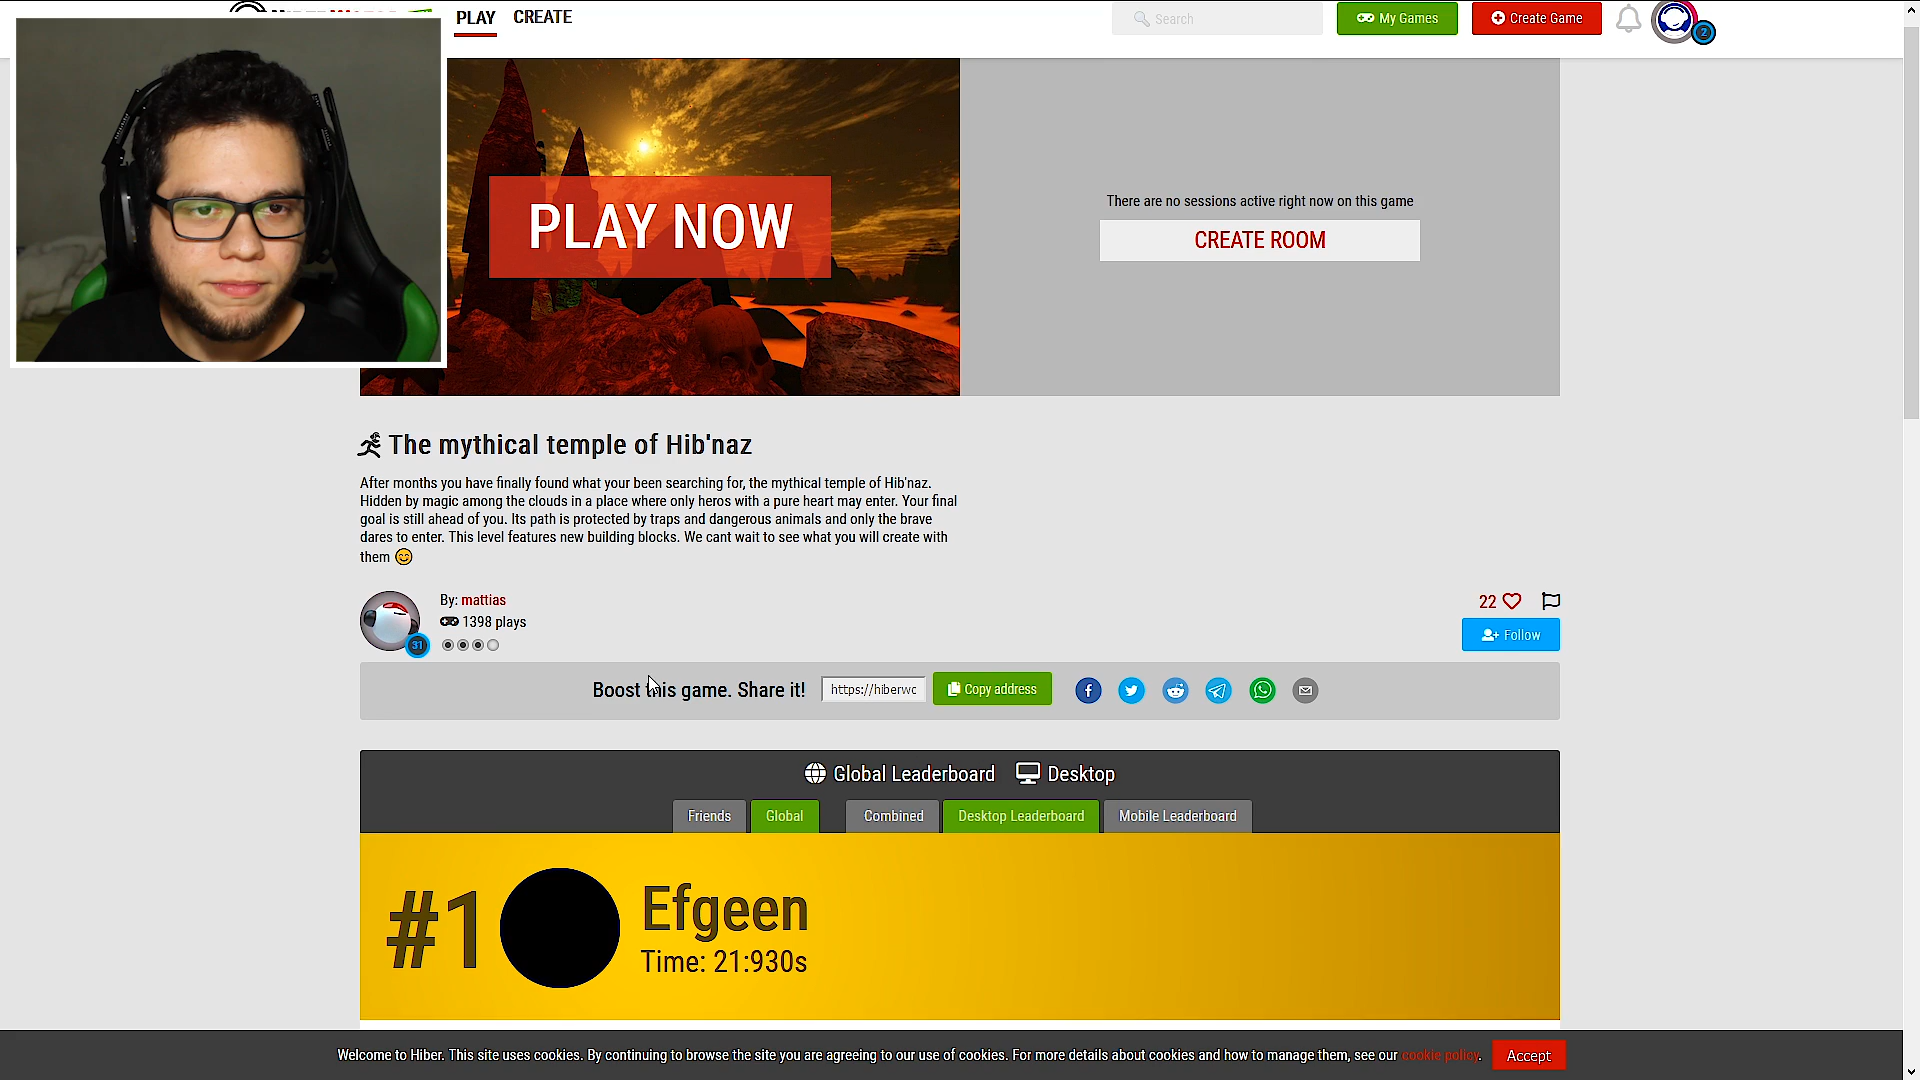 PLAY CREATE Search My Games Create Game 2
PLAY NOW
There are no sessions active right now on this game
CREATE ROOM
The mythical temple of Hib'naz
After months you have finally found what your been searching for, the mythical temple of Hib'naz.
Hidden by magic among the clouds in a place where only heros with a pure heart may enter. Your final
goal is still ahead of you. Its path is protected by traps and dangerous animals and only the brave
dares to enter. This level features new building blocks. We cant wait to see what you will create with
them 😊
By: mattias
1398 plays
31
22
Follow
Boost this game. Share it! https://hiberwc Copy address
Global Leaderboard Desktop
Friends Global Combined Desktop Leaderboard Mobile Leaderboard
#1 Efgeen
Time: 21:930s
Welcome to Hiber. This site uses cookies. By continuing to browse the site you are agreeing to our use of cookies. For more details about cookies and how to manage them, see our cookie policy. Accept